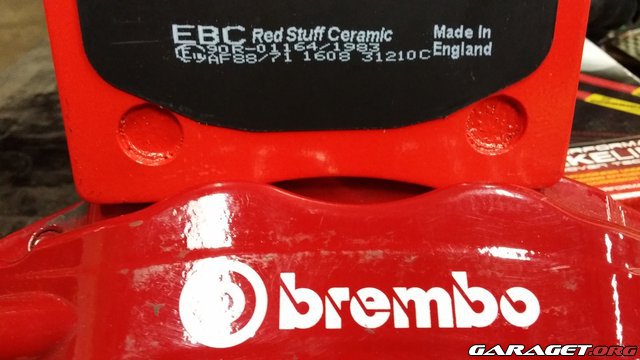 EBC Red Stuff Ceramic
Made In
England
90R-01164/1983
AF88/71 1608 31210C
brembo
GARAGET.ORG